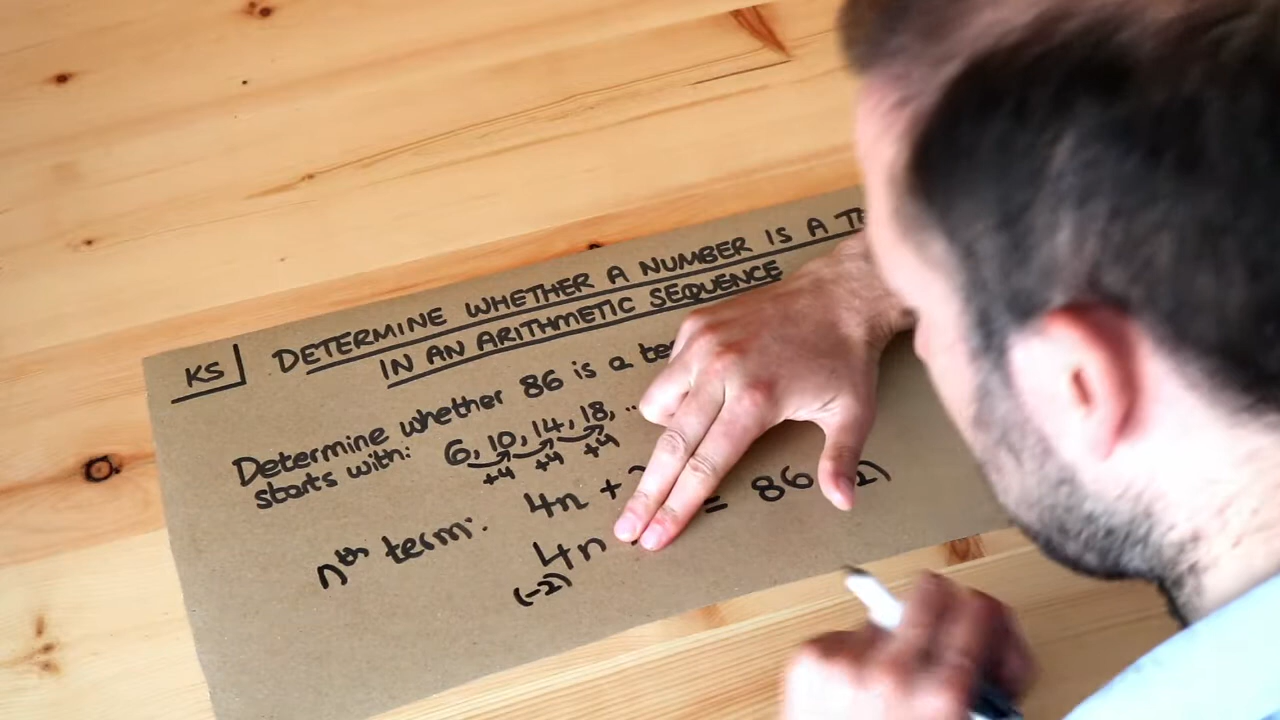 KS
DETERMINE WHETHER A NUMBER IS A
IN AN ARITHMETIC SEQUENCE
Determine whether 86 is a
starts with: 6, 10, 14, 18, ..
+4 +4 +4
nth term: 4n +
4n = 86
(-2)